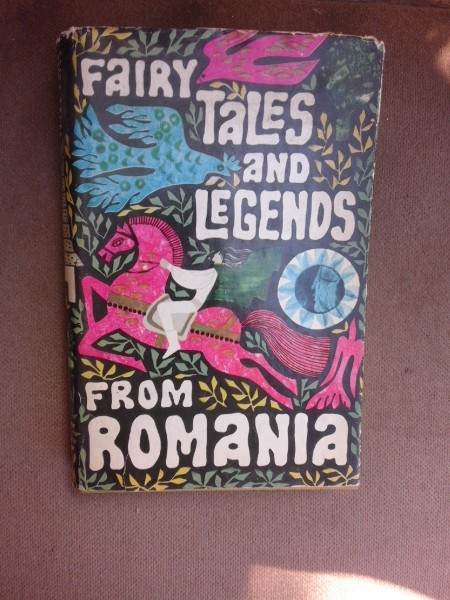 FAIRY
TaLES
aND
LEGENDS
FROM
ROMANIA